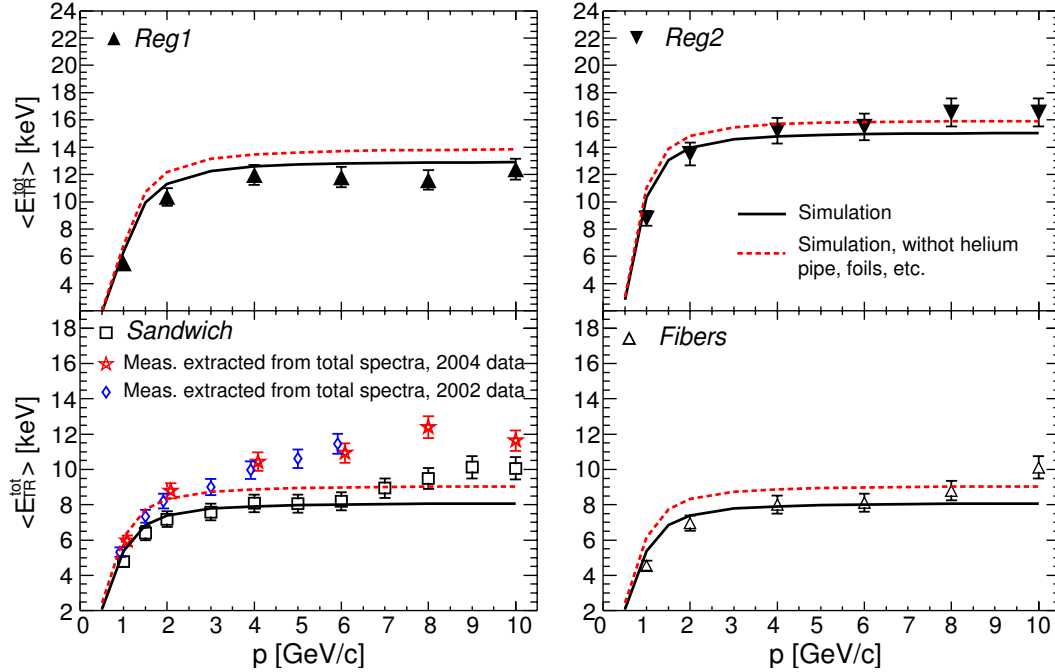 24
22
20
18
16
14
12
10
8
6
4
<E_TR^tot> [keV]
Reg1
24
22
20
18
16
14
12
10
8
6
4
Reg2
Simulation
Simulation, withot helium
pipe, foils, etc.
18
16
14
12
10
8
6
4
2
<E_TR^tot> [keV]
Sandwich
Meas. extracted from total spectra, 2004 data
Meas. extracted from total spectra, 2002 data
0 1 2 3 4 5 6 7 8 9 10
p [GeV/c]
18
16
14
12
10
8
6
4
2
Fibers
0 1 2 3 4 5 6 7 8 9 10
p [GeV/c]